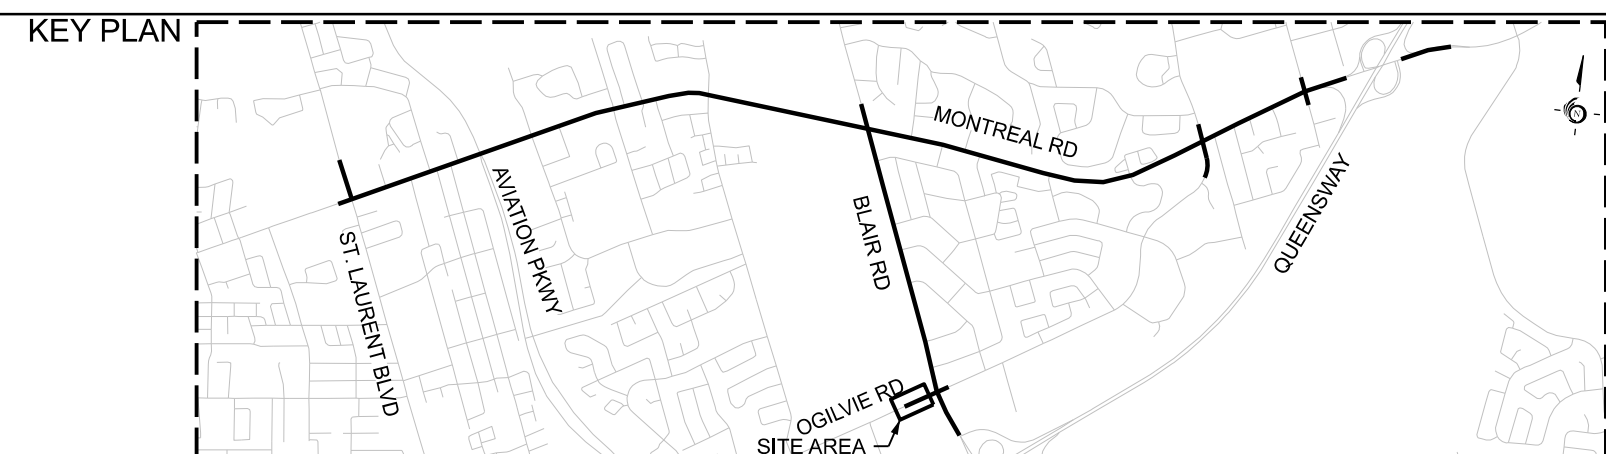 KEY PLAN
MONTREAL RD
N
AVIATION PKWY
BLAIR RD
QUEENSWAY
ST. LAURENT BLVD
OGILVIE RD
SITE AREA